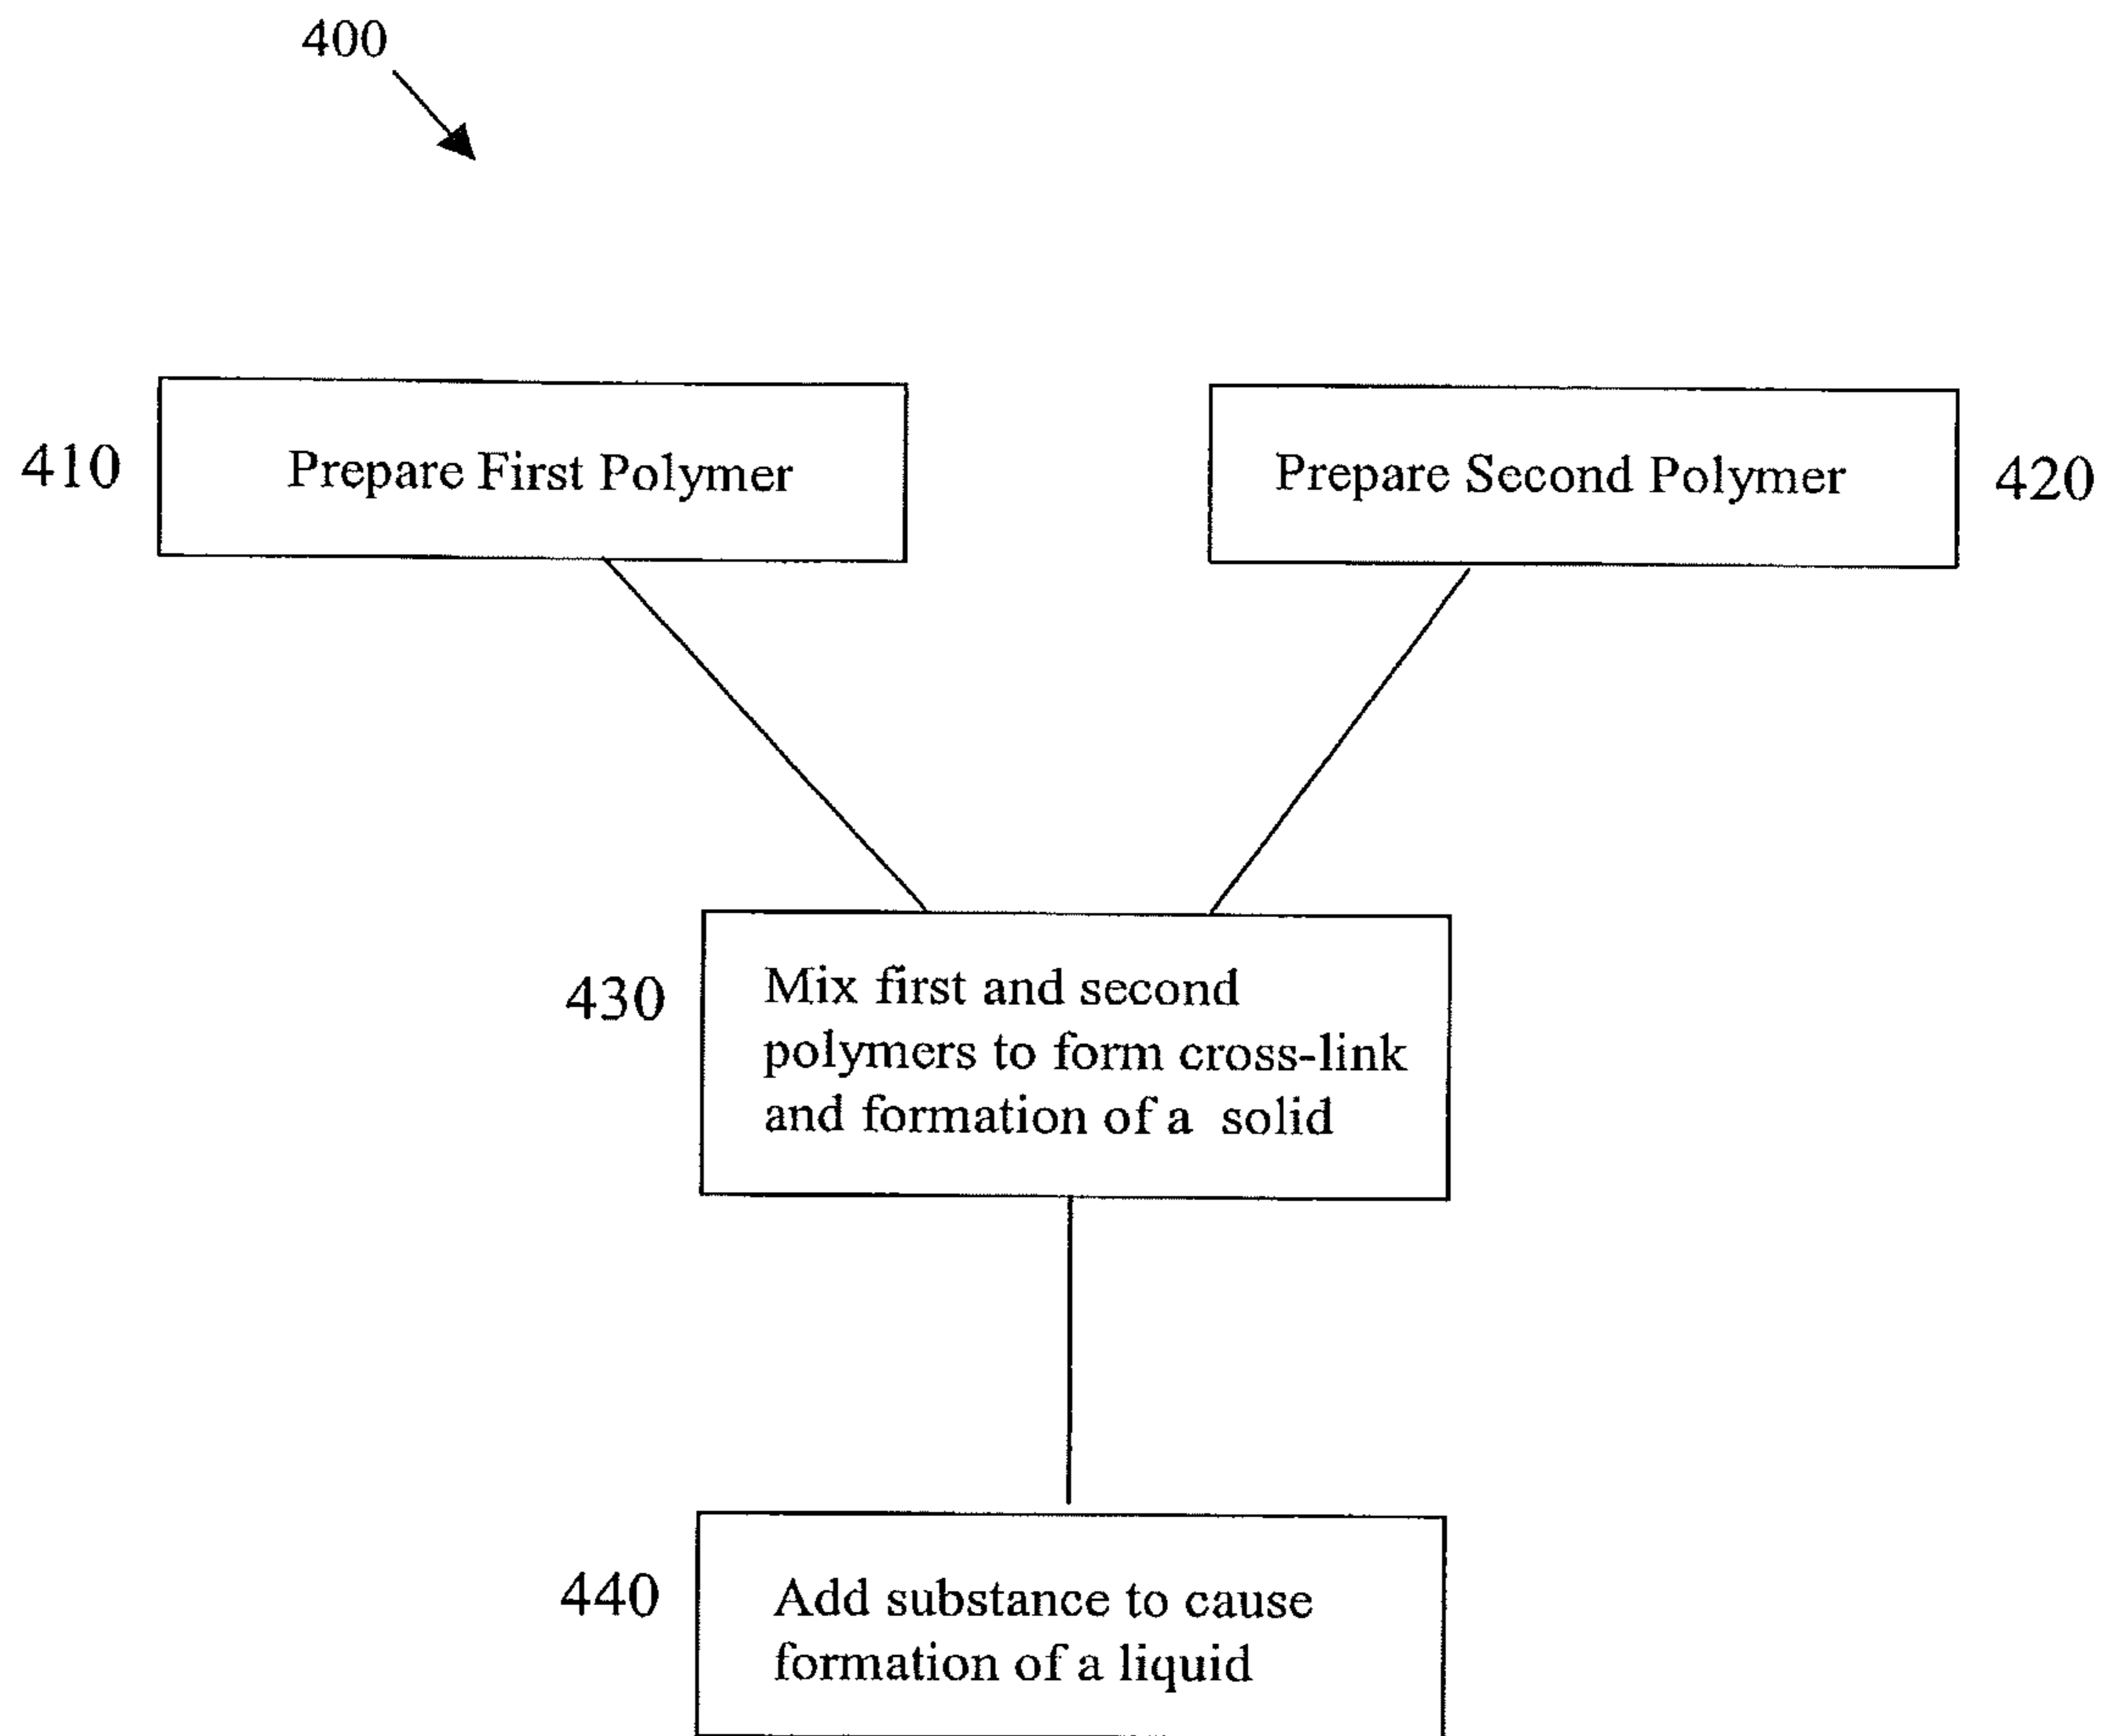 400
410
Prepare First Polymer
Prepare Second Polymer
420
430
Mix first and second
polymers to form cross-link
and formation of a solid
440
Add substance to cause
formation of a liquid